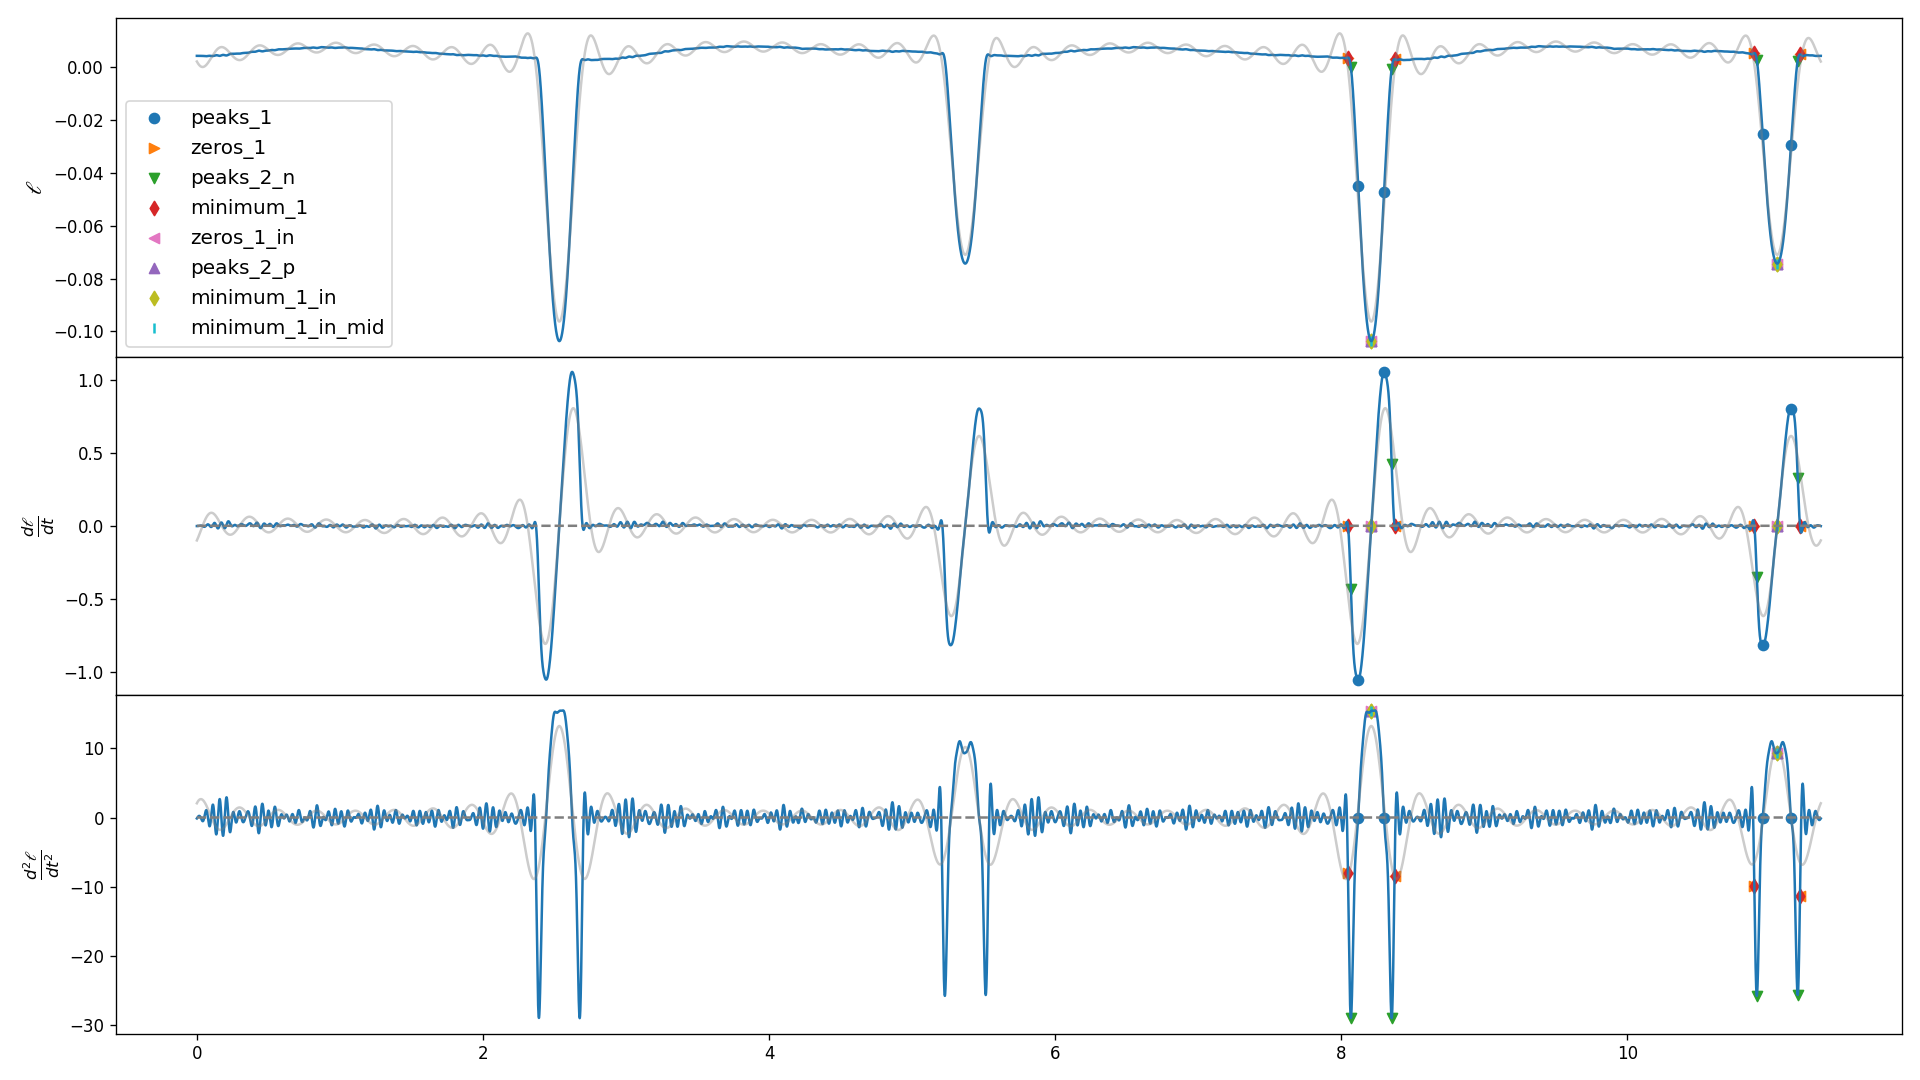 0.00
−0.02
−0.04
−0.06
−0.08
−0.10
ℓ
peaks_1
zeros_1
peaks_2_n
minimum_1
zeros_1_in
peaks_2_p
minimum_1_in
minimum_1_in_mid
1.0
0.5
0.0
−0.5
−1.0
dℓ
dt
10
0
−10
−20
−30
d²ℓ
dt²
0 2 4 6 8 10